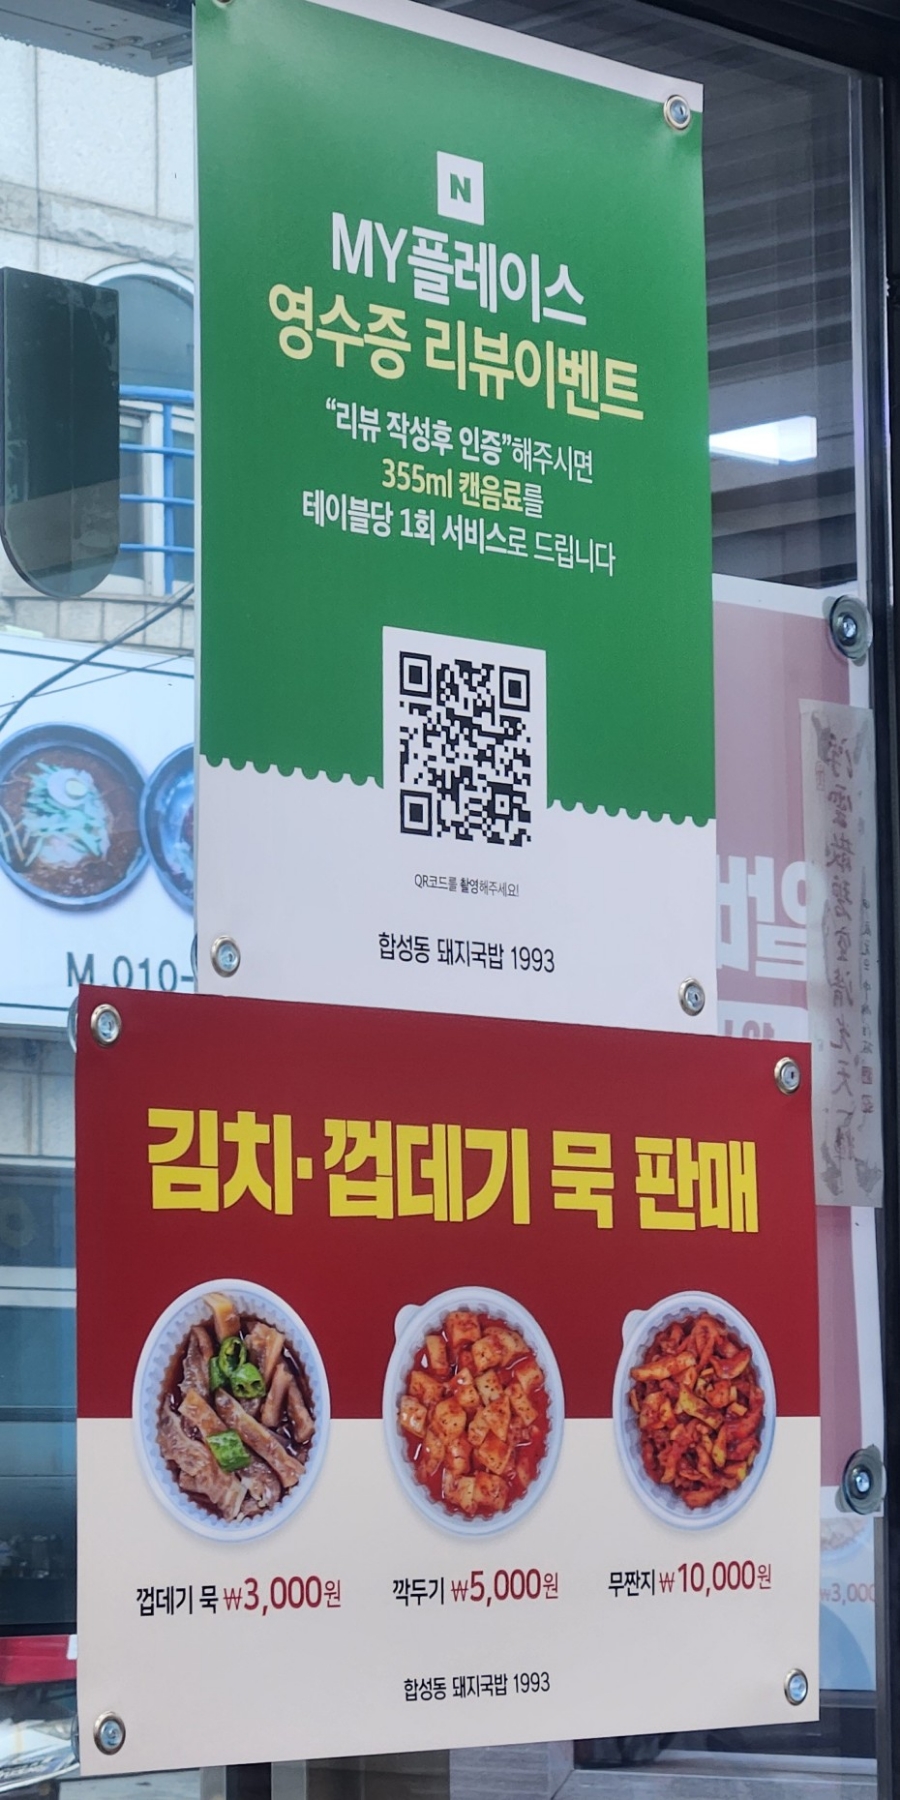 N
MY플레이스
영수증 리뷰이벤트
“리뷰 작성후 인증”해주시면
355ml 캔음료를
테이블당 1회 서비스로 드립니다
QR코드를 촬영해주세요!
합성동 돼지국밥 1993
M.010-
김치·껍데기 묵 판매
껍데기 묵 ₩3,000원
깍두기 ₩5,000원
무짠지 ₩10,000원
합성동 돼지국밥 1993